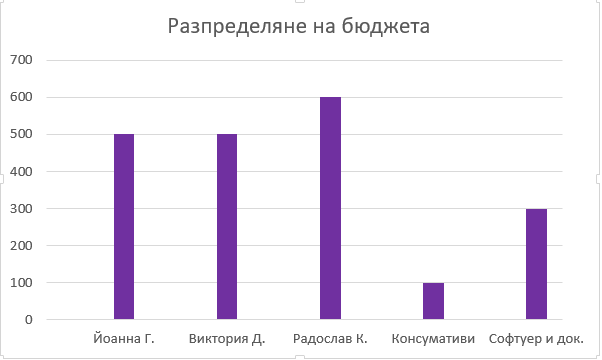 Разпределяне на бюджета
700
600
500
400
300
200
100
0
Йоанна Г.
Виктория Д.
Радослав К.
Консумативи
Софтуер и док.